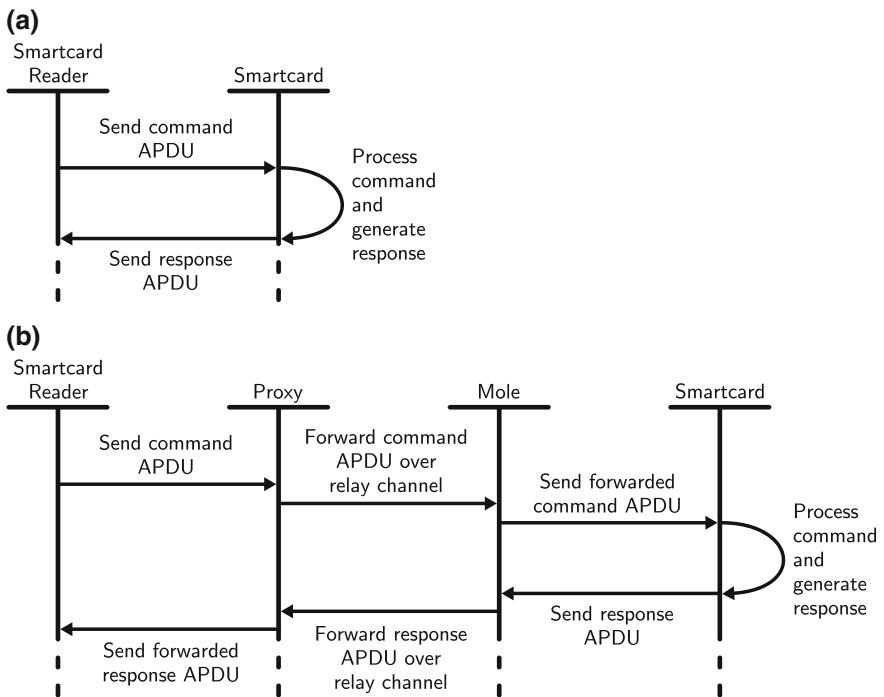 (a)
Smartcard
Reader
Smartcard
Send command
APDU
Process
command
and
generate
response
Send response
APDU
(b)
Smartcard
Reader
Proxy
Mole
Smartcard
Send command
APDU
Forward command
APDU over
relay channel
Send forwarded
command APDU
Process
command
and
generate
response
Send response
APDU
Forward response
APDU over
relay channel
Send forwarded
response APDU